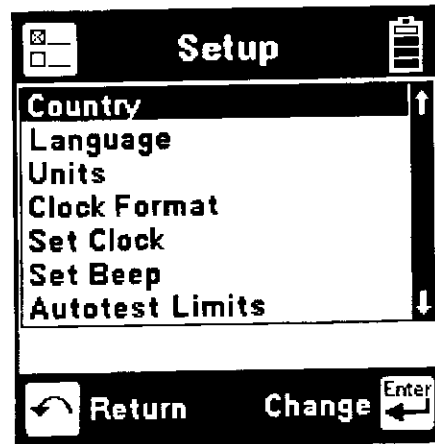 Setup
Country
Language
Units
Clock Format
Set Clock
Set Beep
Autotest Limits
Return Change Enter